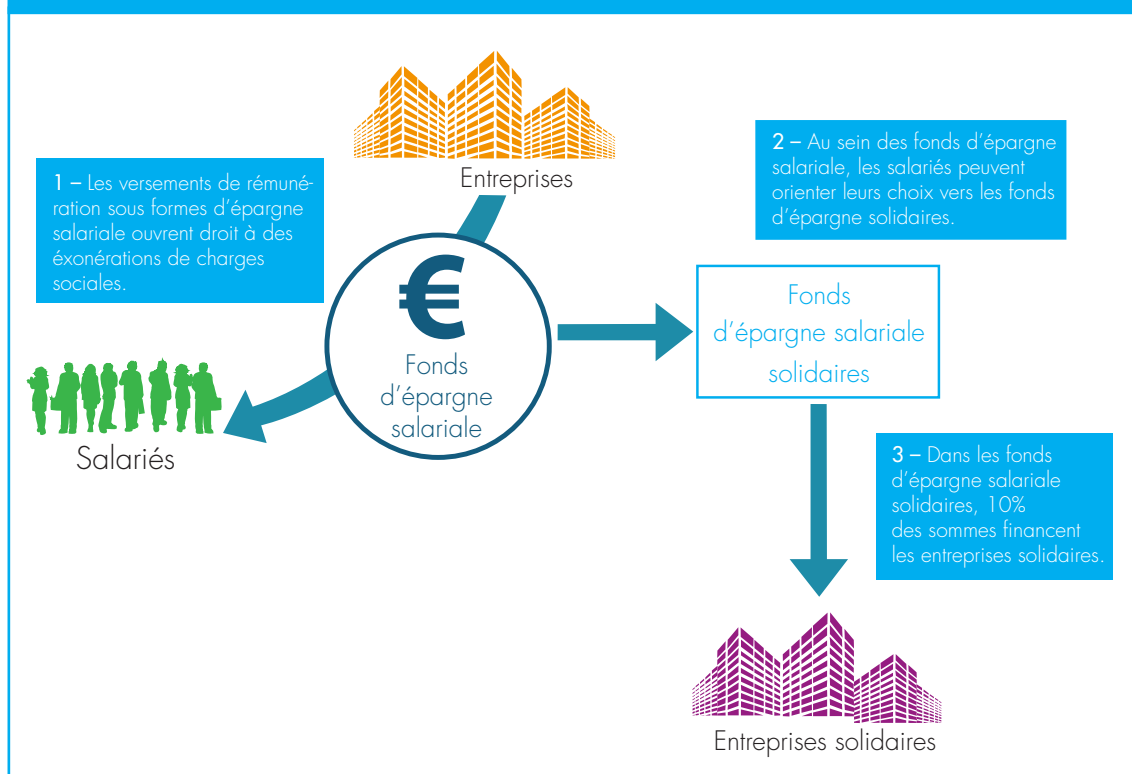 Entreprises
1 – Les versements de rémuné-
ration sous formes d'épargne
salariale ouvrent droit à des
éxonérations de charges
sociales.
2 – Au sein des fonds d'épargne
salariale, les salariés peuvent
orienter leurs choix vers les fonds
d'épargne solidaires.
€
Fonds
d'épargne
salariale
Fonds
d'épargne salariale
solidaires
Salariés
3 – Dans les fonds
d'épargne salariale
solidaires, 10%
des sommes financent
les entreprises solidaires.
Entreprises solidaires